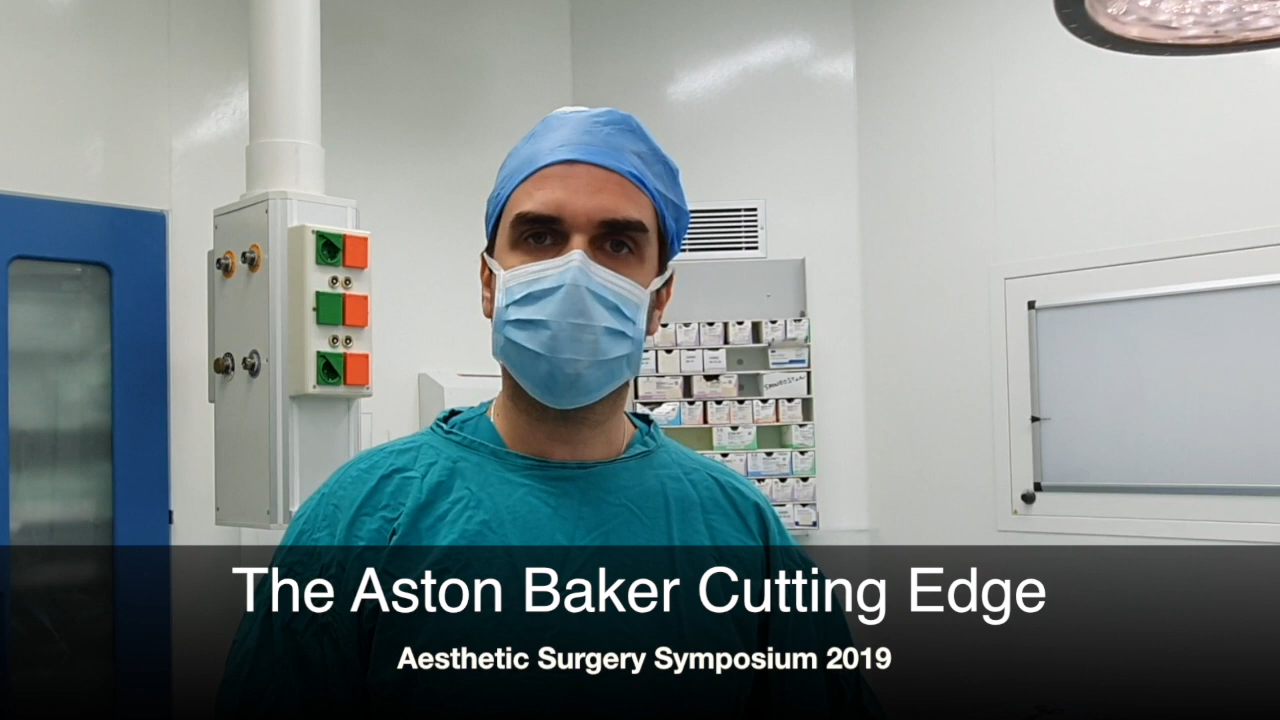 The Aston Baker Cutting Edge
Aesthetic Surgery Symposium 2019